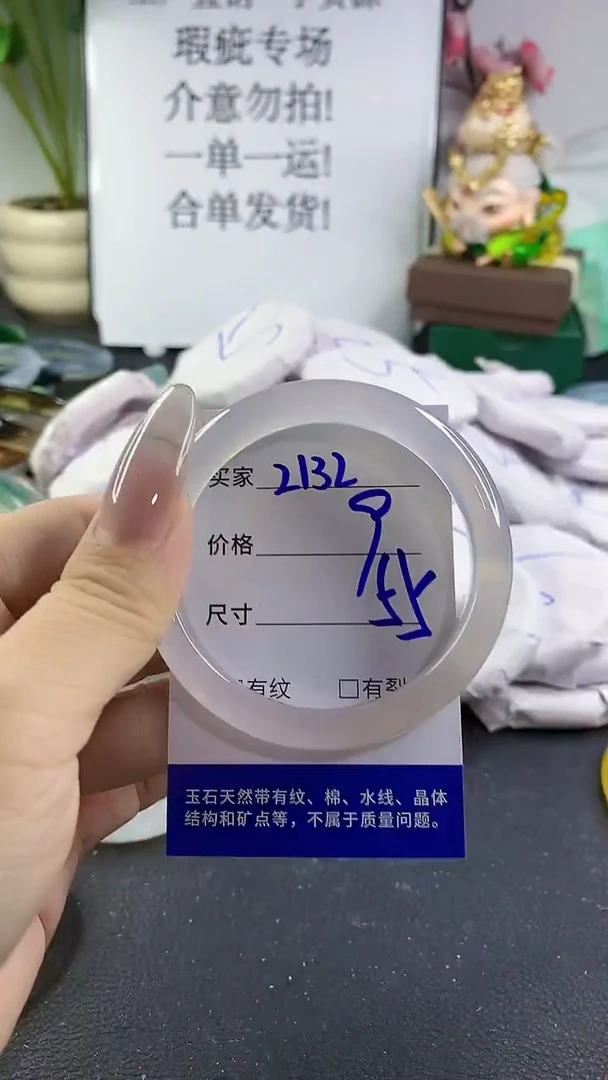 瑕疵专场
介意勿拍!
一单一运!
合单发货!
买家 2132
价格 9
尺寸 55
有纹 □有裂
玉石天然带有纹、棉、水线、晶体
结构和矿点等，不属于质量问题。